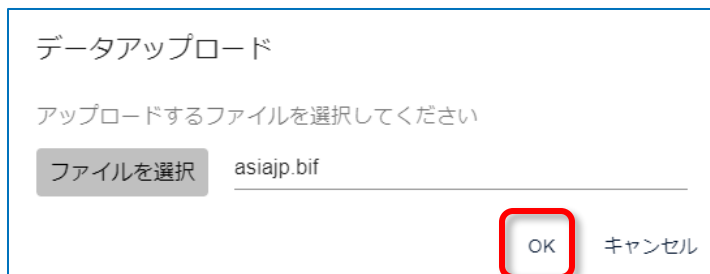 データアップロード
アップロードするファイルを選択してください
ファイルを選択 asiajp.bif
OK キャンセル